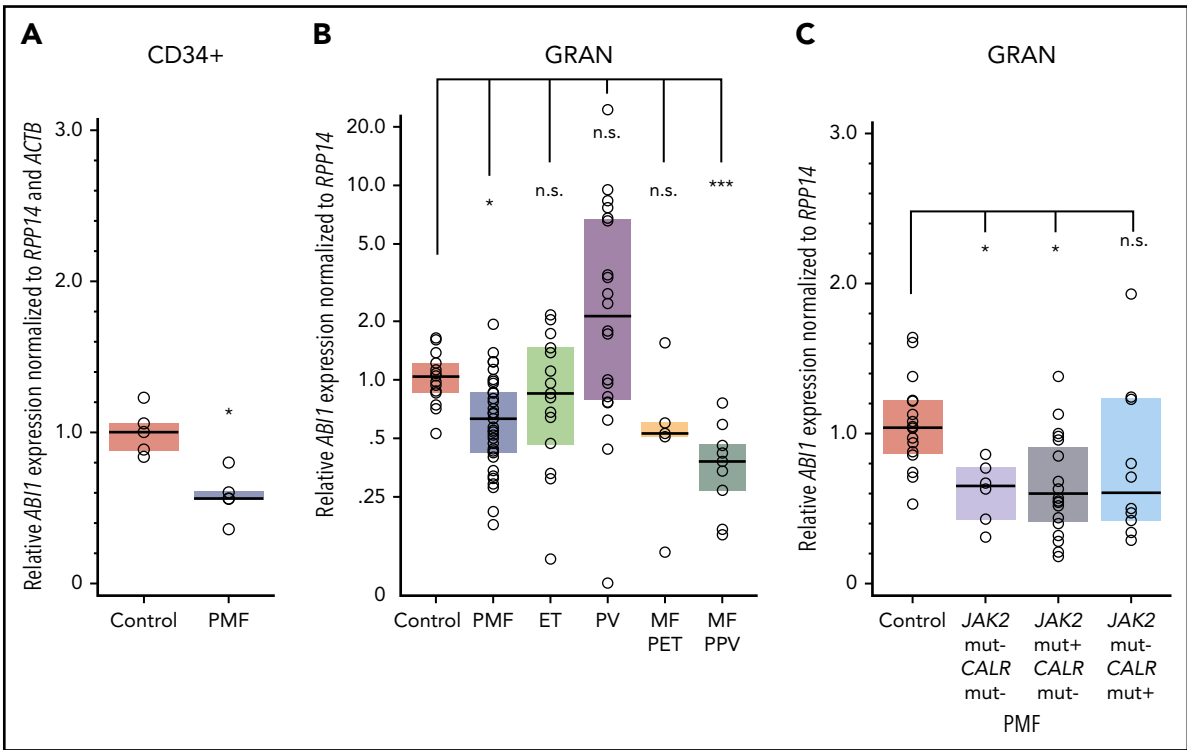 A
CD34+
Relative ABI1 expression normalized to RPP14 and ACTB
3.0
2.0
1.0
0
*
Control
PMF
B
GRAN
Relative ABI1 expression normalized to RPP14
20.0
10.0
5.0
2.0
1.0
.5
.25
0
*
n.s.
n.s.
n.s.
***
Control
PMF
ET
PV
MF
PET
MF
PPV
C
GRAN
Relative ABI1 expression normalized to RPP14
3.0
2.0
1.0
0
*
*
n.s.
Control
JAK2
mut-
CALR
mut-
JAK2
mut+
CALR
mut-
JAK2
mut-
CALR
mut+
PMF